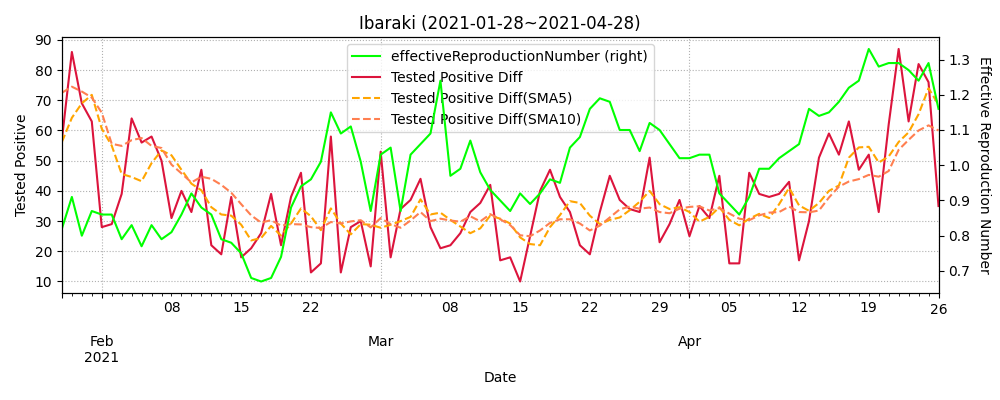 Ibaraki (2021-01-28~2021-04-28)
effectiveReproductionNumber (right)
Tested Positive Diff
Tested Positive Diff(SMA5)
Tested Positive Diff(SMA10)
Tested Positive
90
80
70
60
50
40
30
20
10
Effective Reproduction Number
1.3
1.2
1.1
1.0
0.9
0.8
0.7
08 15 22 08 15 22 29 05 12 19 26
Feb Mar Apr
2021
Date